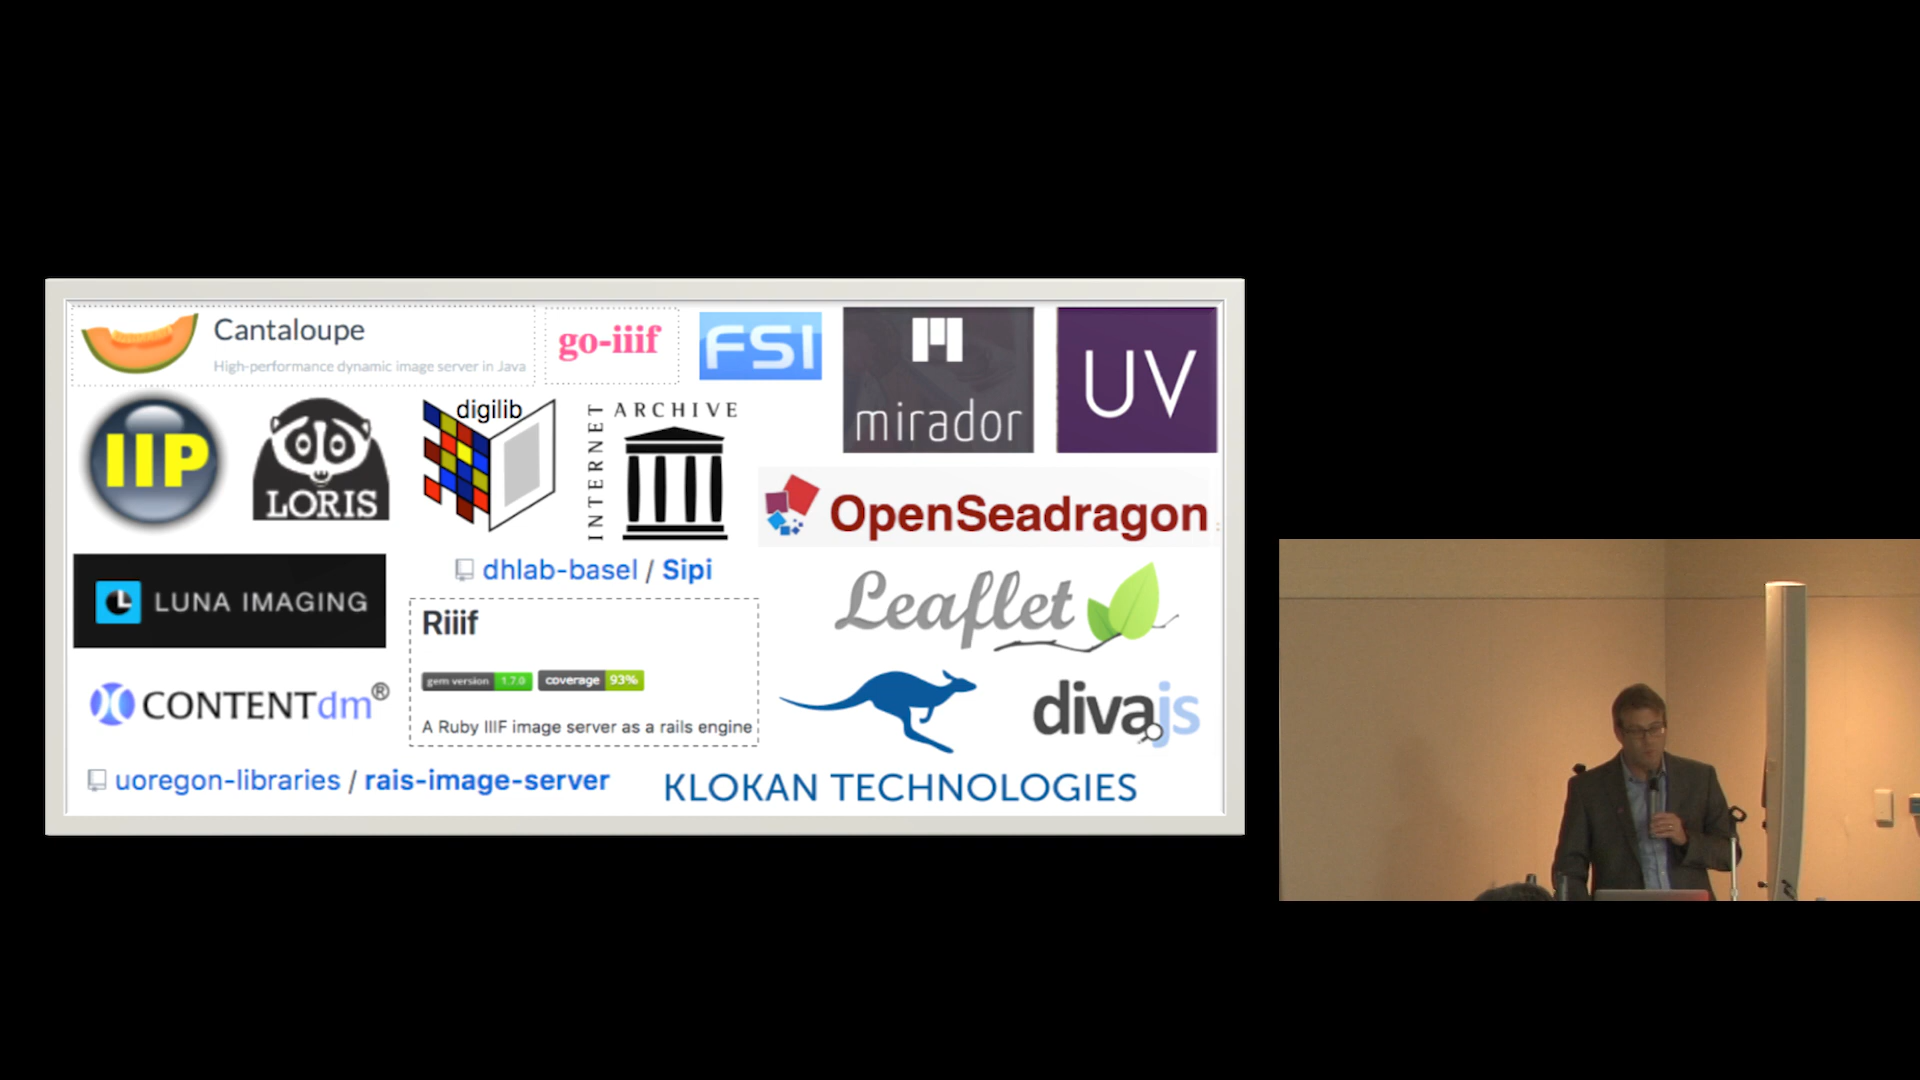 Cantaloupe
High-performance dynamic image server in Java
go-iiif
FSI
mirador
UV
IIP
LORIS
digilib
INTERNET
ARCHIVE
OpenSeadragon
LUNA IMAGING
dhlab-basel / Sipi
Leaflet
Riiif
gem version 1.7.0 coverage 93%
A Ruby IIIF image server as a rails engine
CONTENTdm®
divajs
uoregon-libraries / rais-image-server
KLOKAN TECHNOLOGIES